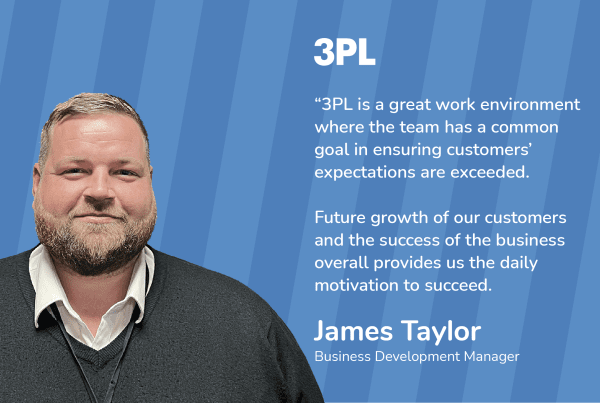 3PL
“3PL is a great work environment
where the team has a common
goal in ensuring customers’
expectations are exceeded.
Future growth of our customers
and the success of the business
overall provides us the daily
motivation to succeed.
James Taylor
Business Development Manager